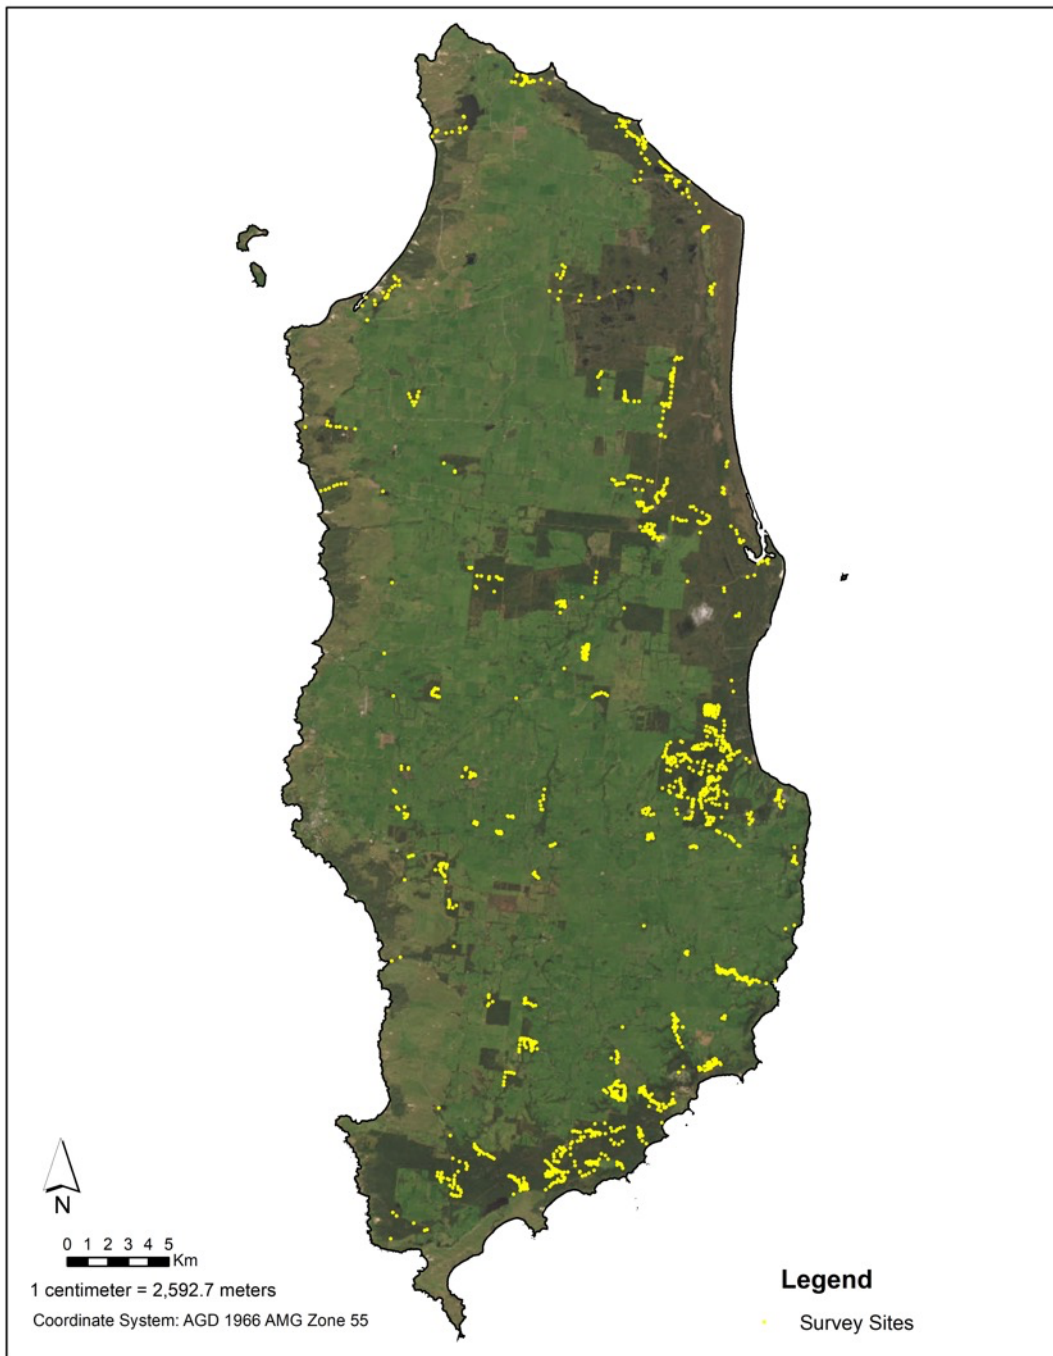 N
0 1 2 3 4 5
Km
1 centimeter = 2,592.7 meters
Coordinate System: AGD 1966 AMG Zone 55
Legend
Survey Sites